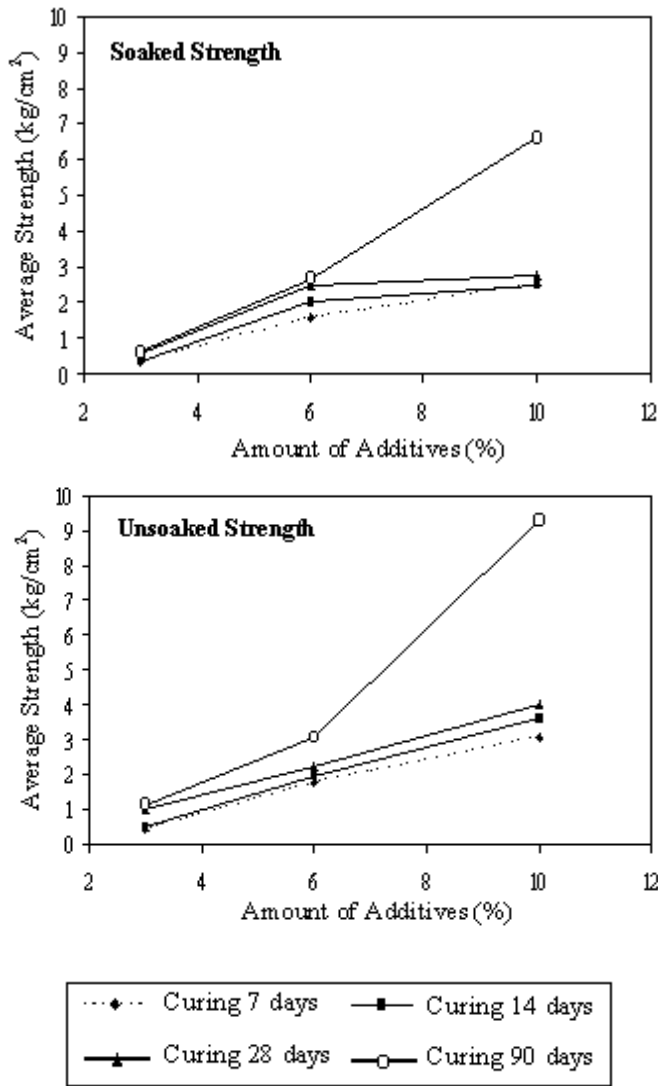 10
9
8
7
6
5
4
3
2
1
0
Average Strength (kg/cm²)
Soaked Strength
2 4 6 8 10 12
Amount of Additives (%)
10
9
8
7
6
5
4
3
2
1
0
Average Strength (kg/cm²)
Unsoaked Strength
2 4 6 8 10 12
Amount of Additives (%)
Curing 7 days Curing 14 days
Curing 28 days Curing 90 days